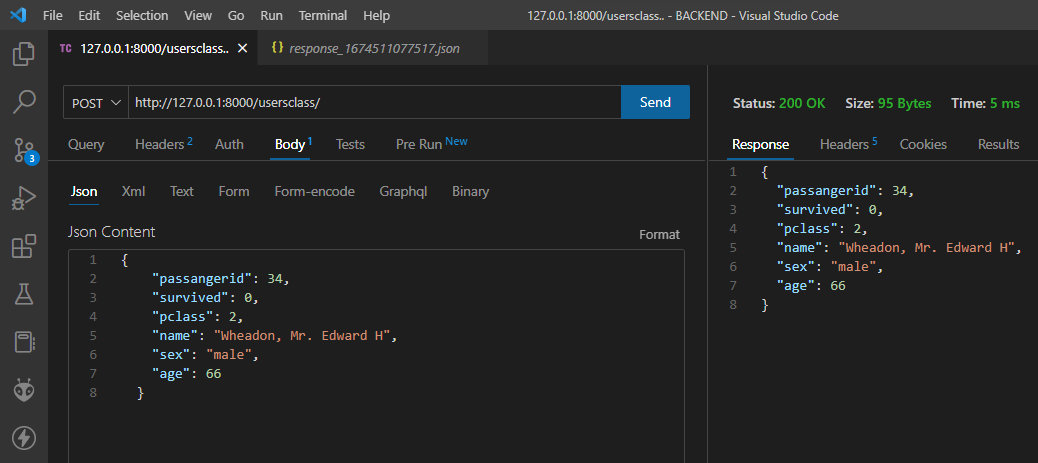 File Edit Selection View Go Run Terminal Help 127.0.0.1:8000/usersclass.. - BACKEND - Visual Studio Code
TC 127.0.0.1:8000/usersclass.. × {} response_1674511077517.json
POST http://127.0.0.1:8000/usersclass/ Send
Query Headers 2 Auth Body 1 Tests Pre Run New
Json Xml Text Form Form-encode Graphql Binary
Json Content
Format
1 {
2 "passangerid": 34,
3 "survived": 0,
4 "pclass": 2,
5 "name": "Wheadon, Mr. Edward H",
6 "sex": "male",
7 "age": 66
8 }
Status: 200 OK Size: 95 Bytes Time: 5 ms
Response Headers 5 Cookies Results
1 {
2 "passangerid": 34,
3 "survived": 0,
4 "pclass": 2,
5 "name": "Wheadon, Mr. Edward H",
6 "sex": "male",
7 "age": 66
8 }
3